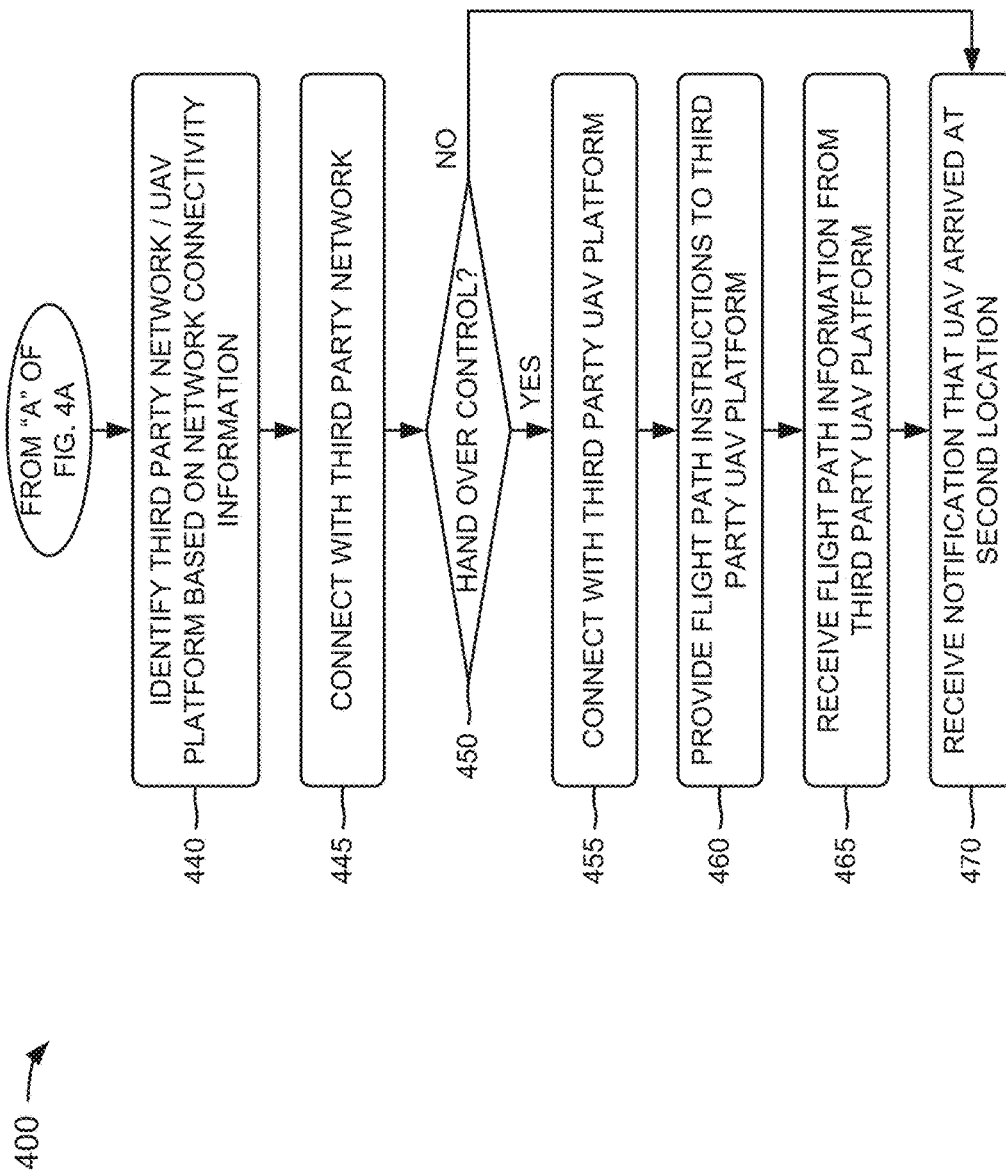 400
FROM "A" OF
FIG. 4A
440
IDENTIFY THIRD PARTY NETWORK / UAV
PLATFORM BASED ON NETWORK CONNECTIVITY
INFORMATION
445
CONNECT WITH THIRD PARTY NETWORK
450
HAND OVER CONTROL?
NO
YES
455
CONNECT WITH THIRD PARTY UAV PLATFORM
460
PROVIDE FLIGHT PATH INSTRUCTIONS TO THIRD
PARTY UAV PLATFORM
465
RECEIVE FLIGHT PATH INFORMATION FROM
THIRD PARTY UAV PLATFORM
470
RECEIVE NOTIFICATION THAT UAV ARRIVED AT
SECOND LOCATION